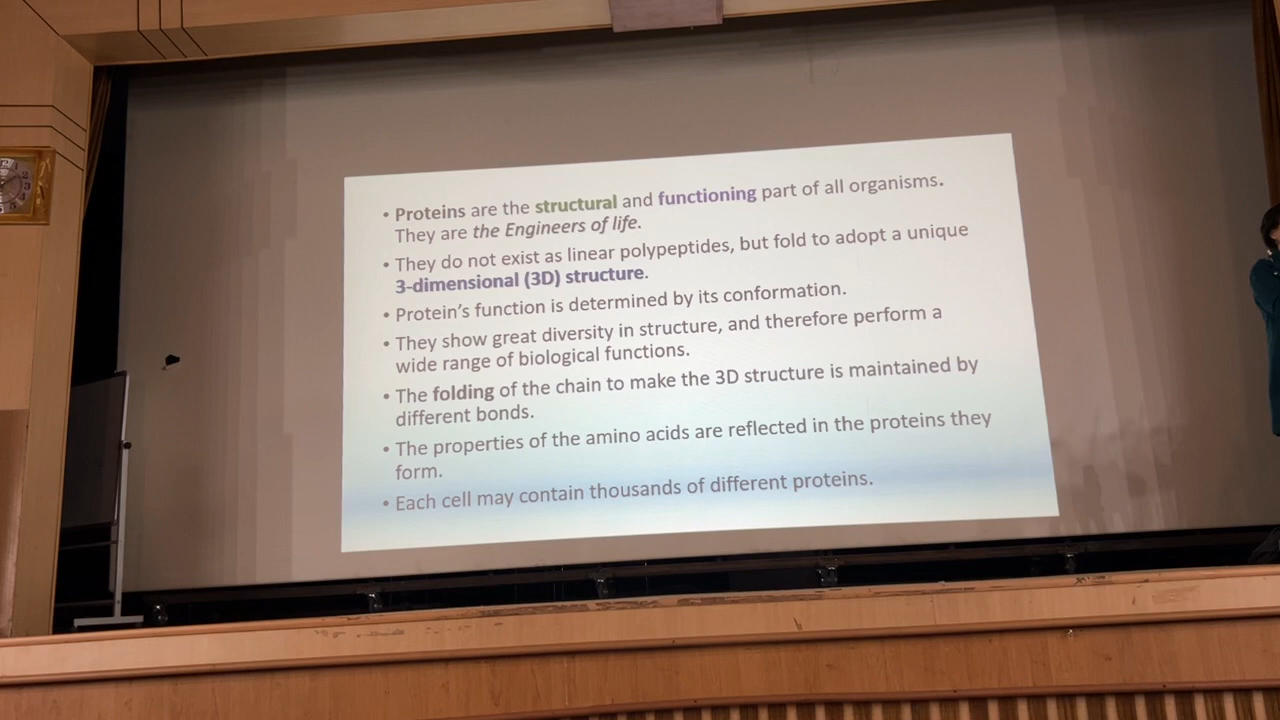 • Proteins are the structural and functioning part of all organisms.
They are the Engineers of life.
• They do not exist as linear polypeptides, but fold to adopt a unique
3-dimensional (3D) structure.
• Protein's function is determined by its conformation.
• They show great diversity in structure, and therefore perform a
wide range of biological functions.
• The folding of the chain to make the 3D structure is maintained by
different bonds.
• The properties of the amino acids are reflected in the proteins they
form.
• Each cell may contain thousands of different proteins.